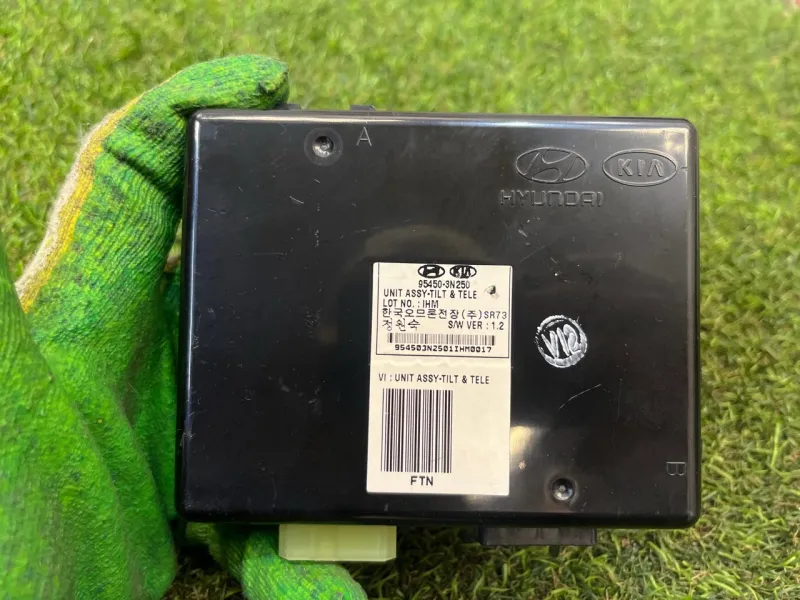 A
HYUNDAI
KIA
KIA
95450-3N250
UNIT ASSY-TILT & TELE
LOT NO. : IHM
한국오므론전장(주)SR73
정원숙 S/W VER : 1.2
954503N2501IHM0017
VI : UNIT ASSY-TILT & TELE
FTN
B